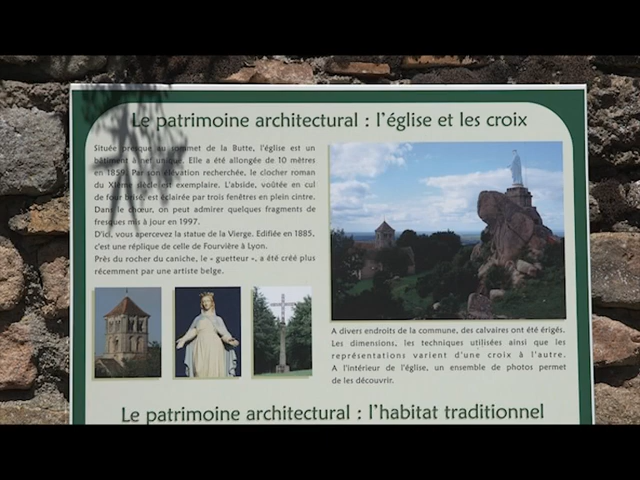 Le patrimoine architectural : l'église et les croix
Située presque au sommet de la Butte, l'église est un
bâtiment à nef unique. Elle a été allongée de 10 mètres
en 1859. Par son élévation recherchée, le clocher roman
du XIème siècle est exemplaire. L'abside, voûtée en cul
de four brisé, est éclairée par trois fenêtres en plein cintre.
Dans le chœur, on peut admirer quelques fragments de
fresques mis à jour en 1997.
D'ici, vous apercevez la statue de la Vierge. Edifiée en 1885,
c'est une réplique de celle de Fourvière à Lyon.
Près du rocher du caniche, le « guetteur », a été créé plus
récemment par une artiste belge.
A divers endroits de la commune, des calvaires ont été érigés.
Les dimensions, les techniques utilisées ainsi que les
représentations varient d'une croix à l'autre.
A l'intérieur de l'église, un ensemble de photos permet
de les découvrir.
Le patrimoine architectural : l'habitat traditionnel